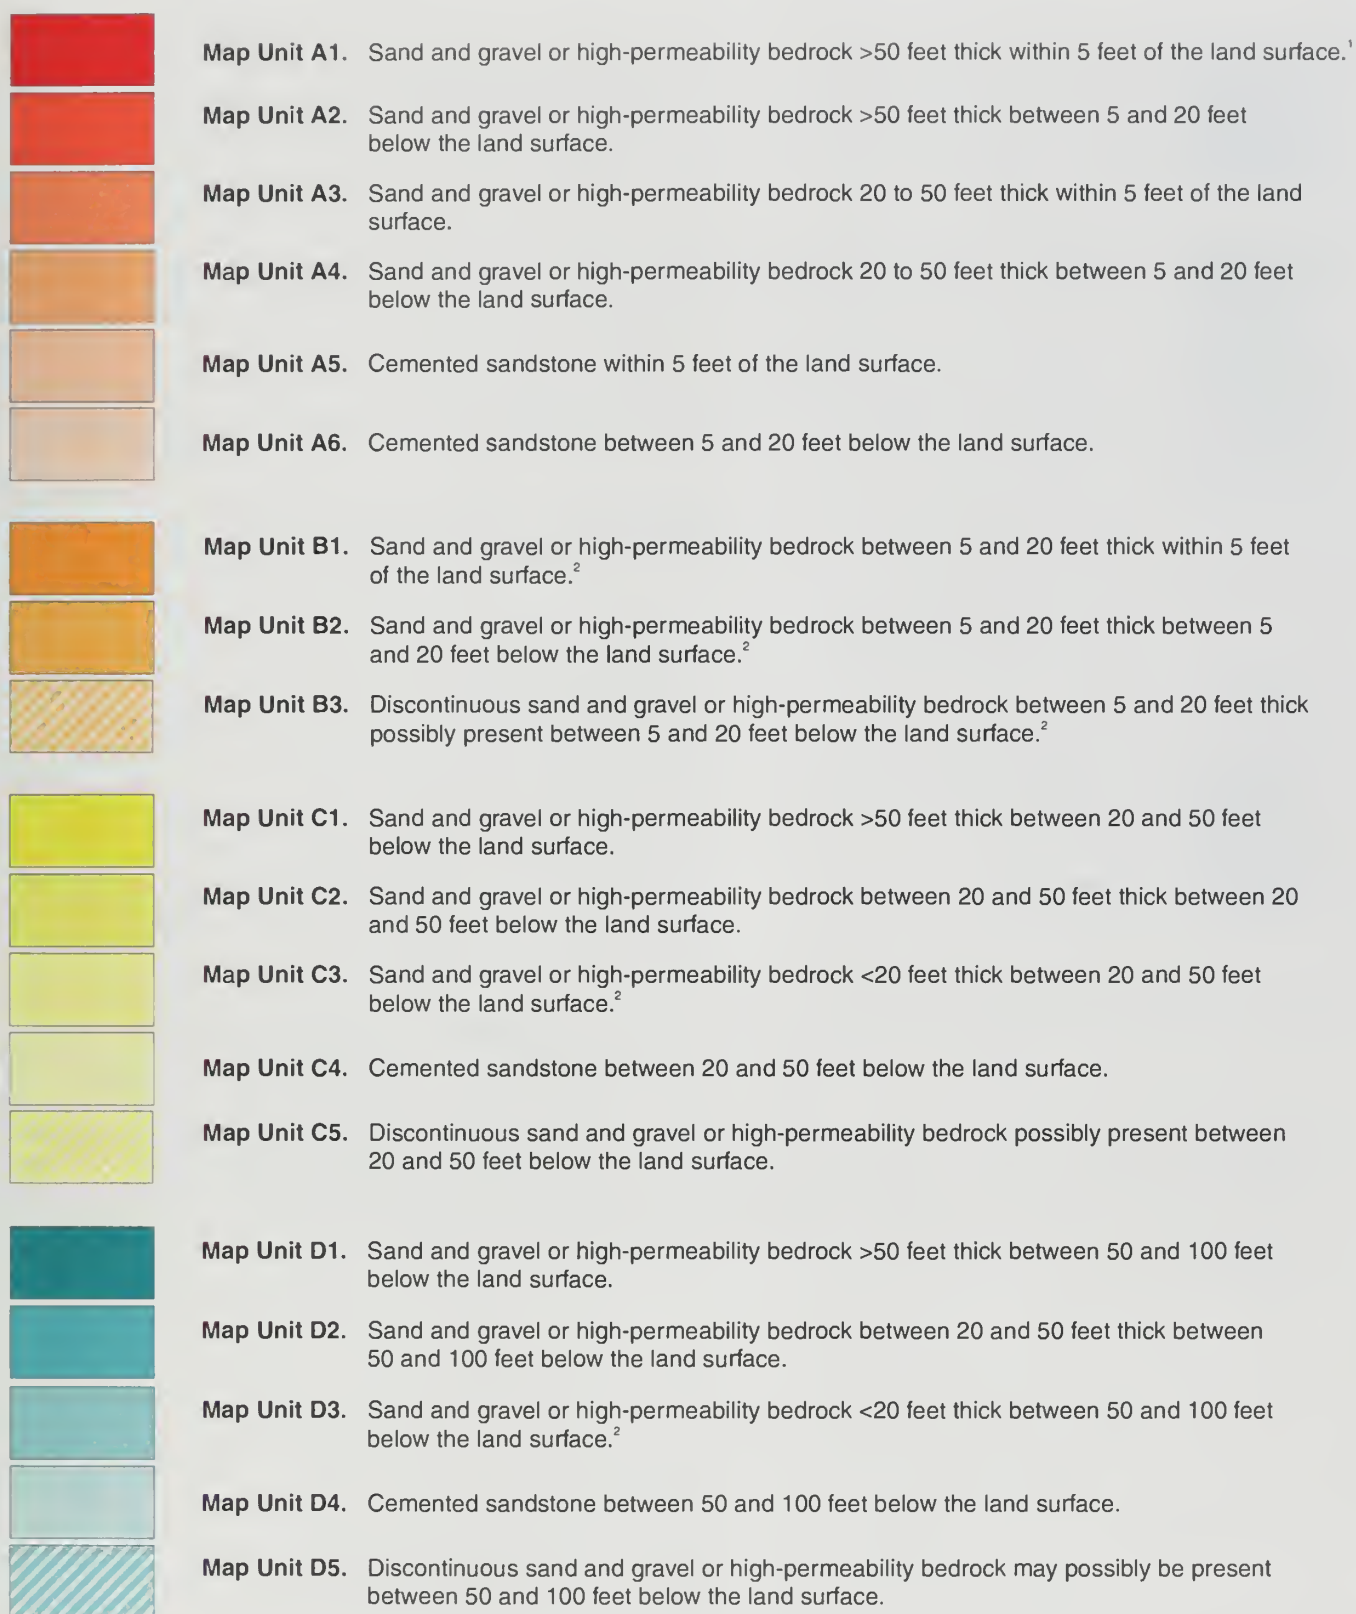 Map Unit A1. Sand and gravel or high-permeability bedrock >50 feet thick within 5 feet of the land surface.¹
Map Unit A2. Sand and gravel or high-permeability bedrock >50 feet thick between 5 and 20 feet
below the land surface.
Map Unit A3. Sand and gravel or high-permeability bedrock 20 to 50 feet thick within 5 feet of the land
surface.
Map Unit A4. Sand and gravel or high-permeability bedrock 20 to 50 feet thick between 5 and 20 feet
below the land surface.
Map Unit A5. Cemented sandstone within 5 feet of the land surface.
Map Unit A6. Cemented sandstone between 5 and 20 feet below the land surface.
Map Unit B1. Sand and gravel or high-permeability bedrock between 5 and 20 feet thick within 5 feet
of the land surface.²
Map Unit B2. Sand and gravel or high-permeability bedrock between 5 and 20 feet thick between 5
and 20 feet below the land surface.²
Map Unit B3. Discontinuous sand and gravel or high-permeability bedrock between 5 and 20 feet thick
possibly present between 5 and 20 feet below the land surface.²
Map Unit C1. Sand and gravel or high-permeability bedrock >50 feet thick between 20 and 50 feet
below the land surface.
Map Unit C2. Sand and gravel or high-permeability bedrock between 20 and 50 feet thick between 20
and 50 feet below the land surface.
Map Unit C3. Sand and gravel or high-permeability bedrock <20 feet thick between 20 and 50 feet
below the land surface.²
Map Unit C4. Cemented sandstone between 20 and 50 feet below the land surface.
Map Unit C5. Discontinuous sand and gravel or high-permeability bedrock possibly present between
20 and 50 feet below the land surface.
Map Unit D1. Sand and gravel or high-permeability bedrock >50 feet thick between 50 and 100 feet
below the land surface.
Map Unit D2. Sand and gravel or high-permeability bedrock between 20 and 50 feet thick between
50 and 100 feet below the land surface.
Map Unit D3. Sand and gravel or high-permeability bedrock <20 feet thick between 50 and 100 feet
below the land surface.²
Map Unit D4. Cemented sandstone between 50 and 100 feet below the land surface.
Map Unit D5. Discontinuous sand and gravel or high-permeability bedrock may possibly be present
between 50 and 100 feet below the land surface.